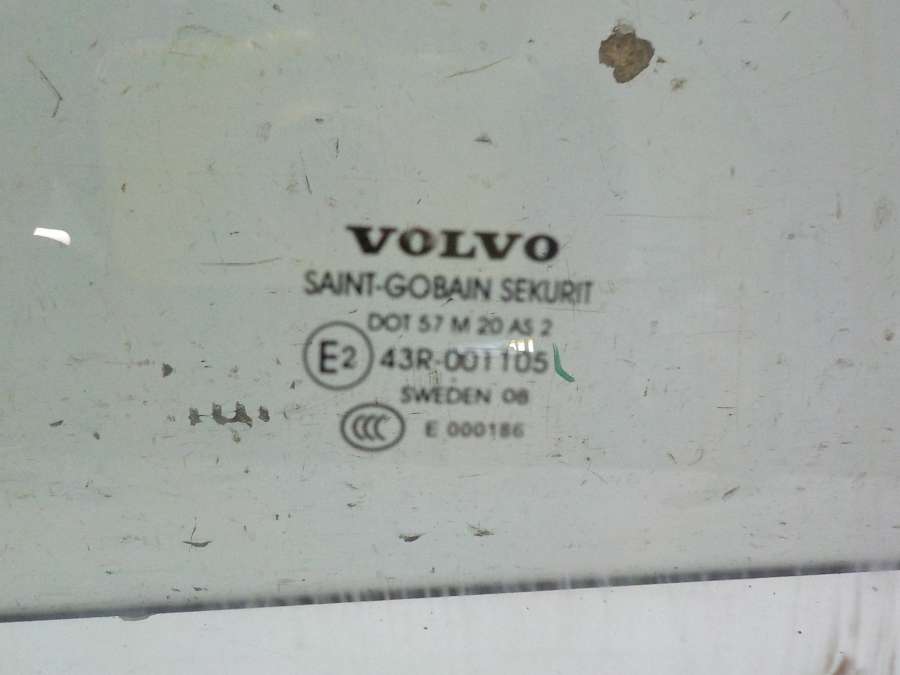 VOLVO
SAINT-GOBAIN SEKURIT
DOT 57 M 20 AS 2
E2 43R-001105
SWEDEN 08
CCC E 000186